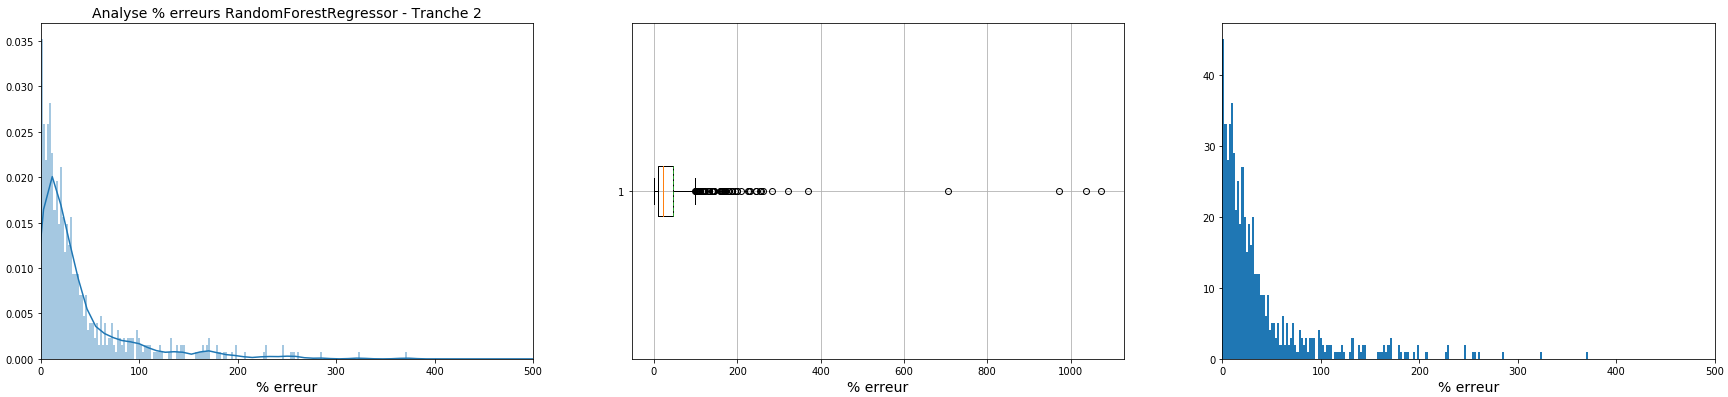 Analyse % erreurs RandomForestRegressor - Tranche 2
0.035
0.030
0.025
0.020
0.015
0.010
0.005
0.000
0 100 200 300 400 500
% erreur
1
0 200 400 600 800 1000
% erreur
40
30
20
10
0
0 100 200 300 400 500
% erreur